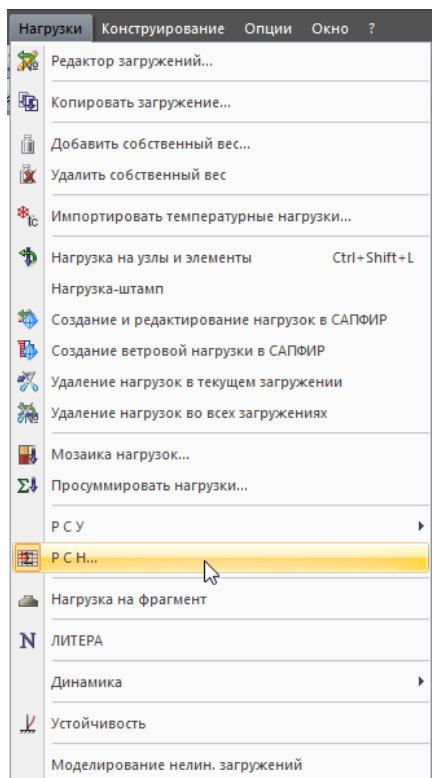 Нагрузки Конструирование Опции Окно ?
Редактор загружений...
Копировать загружение...
Добавить собственный вес...
Удалить собственный вес
Импортировать температурные нагрузки...
Нагрузка на узлы и элементы Ctrl+Shift+L
Нагрузка-штамп
Создание и редактирование нагрузок в САПФИР
Создание ветровой нагрузки в САПФИР
Удаление нагрузок в текущем загружении
Удаление нагрузок во всех загружениях
Мозаика нагрузок...
Просуммировать нагрузки...
Р С У
Р С Н...
Нагрузка на фрагмент
ЛИТЕРА
Динамика
Устойчивость
Моделирование нелин. загружений